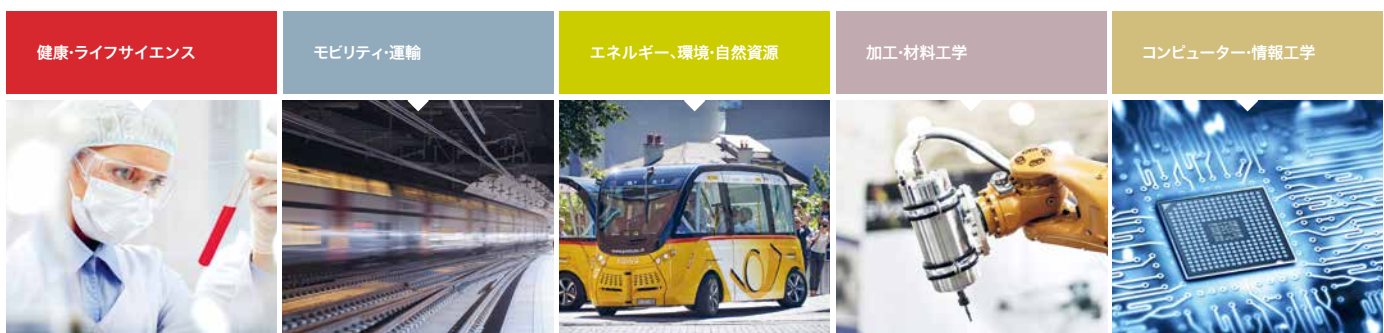 健康・ライフサイエンス
モビリティ・運輸
エネルギー、環境・自然資源
加工・材料工学
コンピューター・情報工学